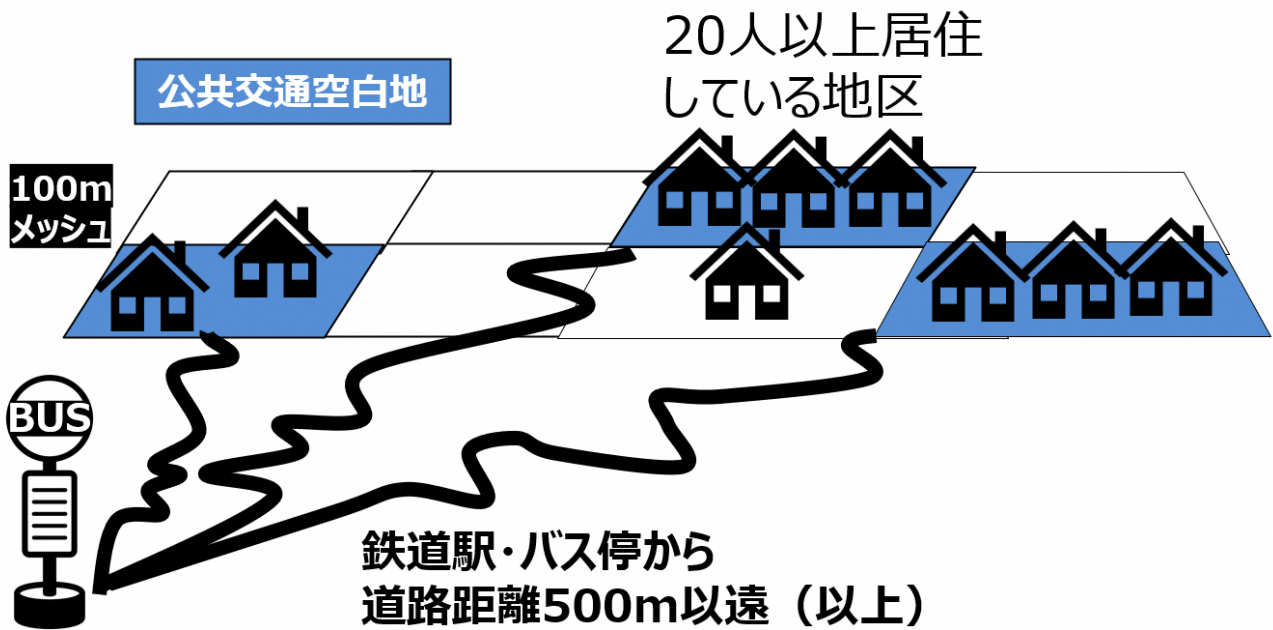 20人以上居住
している地区
公共交通空白地
100m
メッシュ
BUS
鉄道駅・バス停から
道路距離500m以遠（以上）